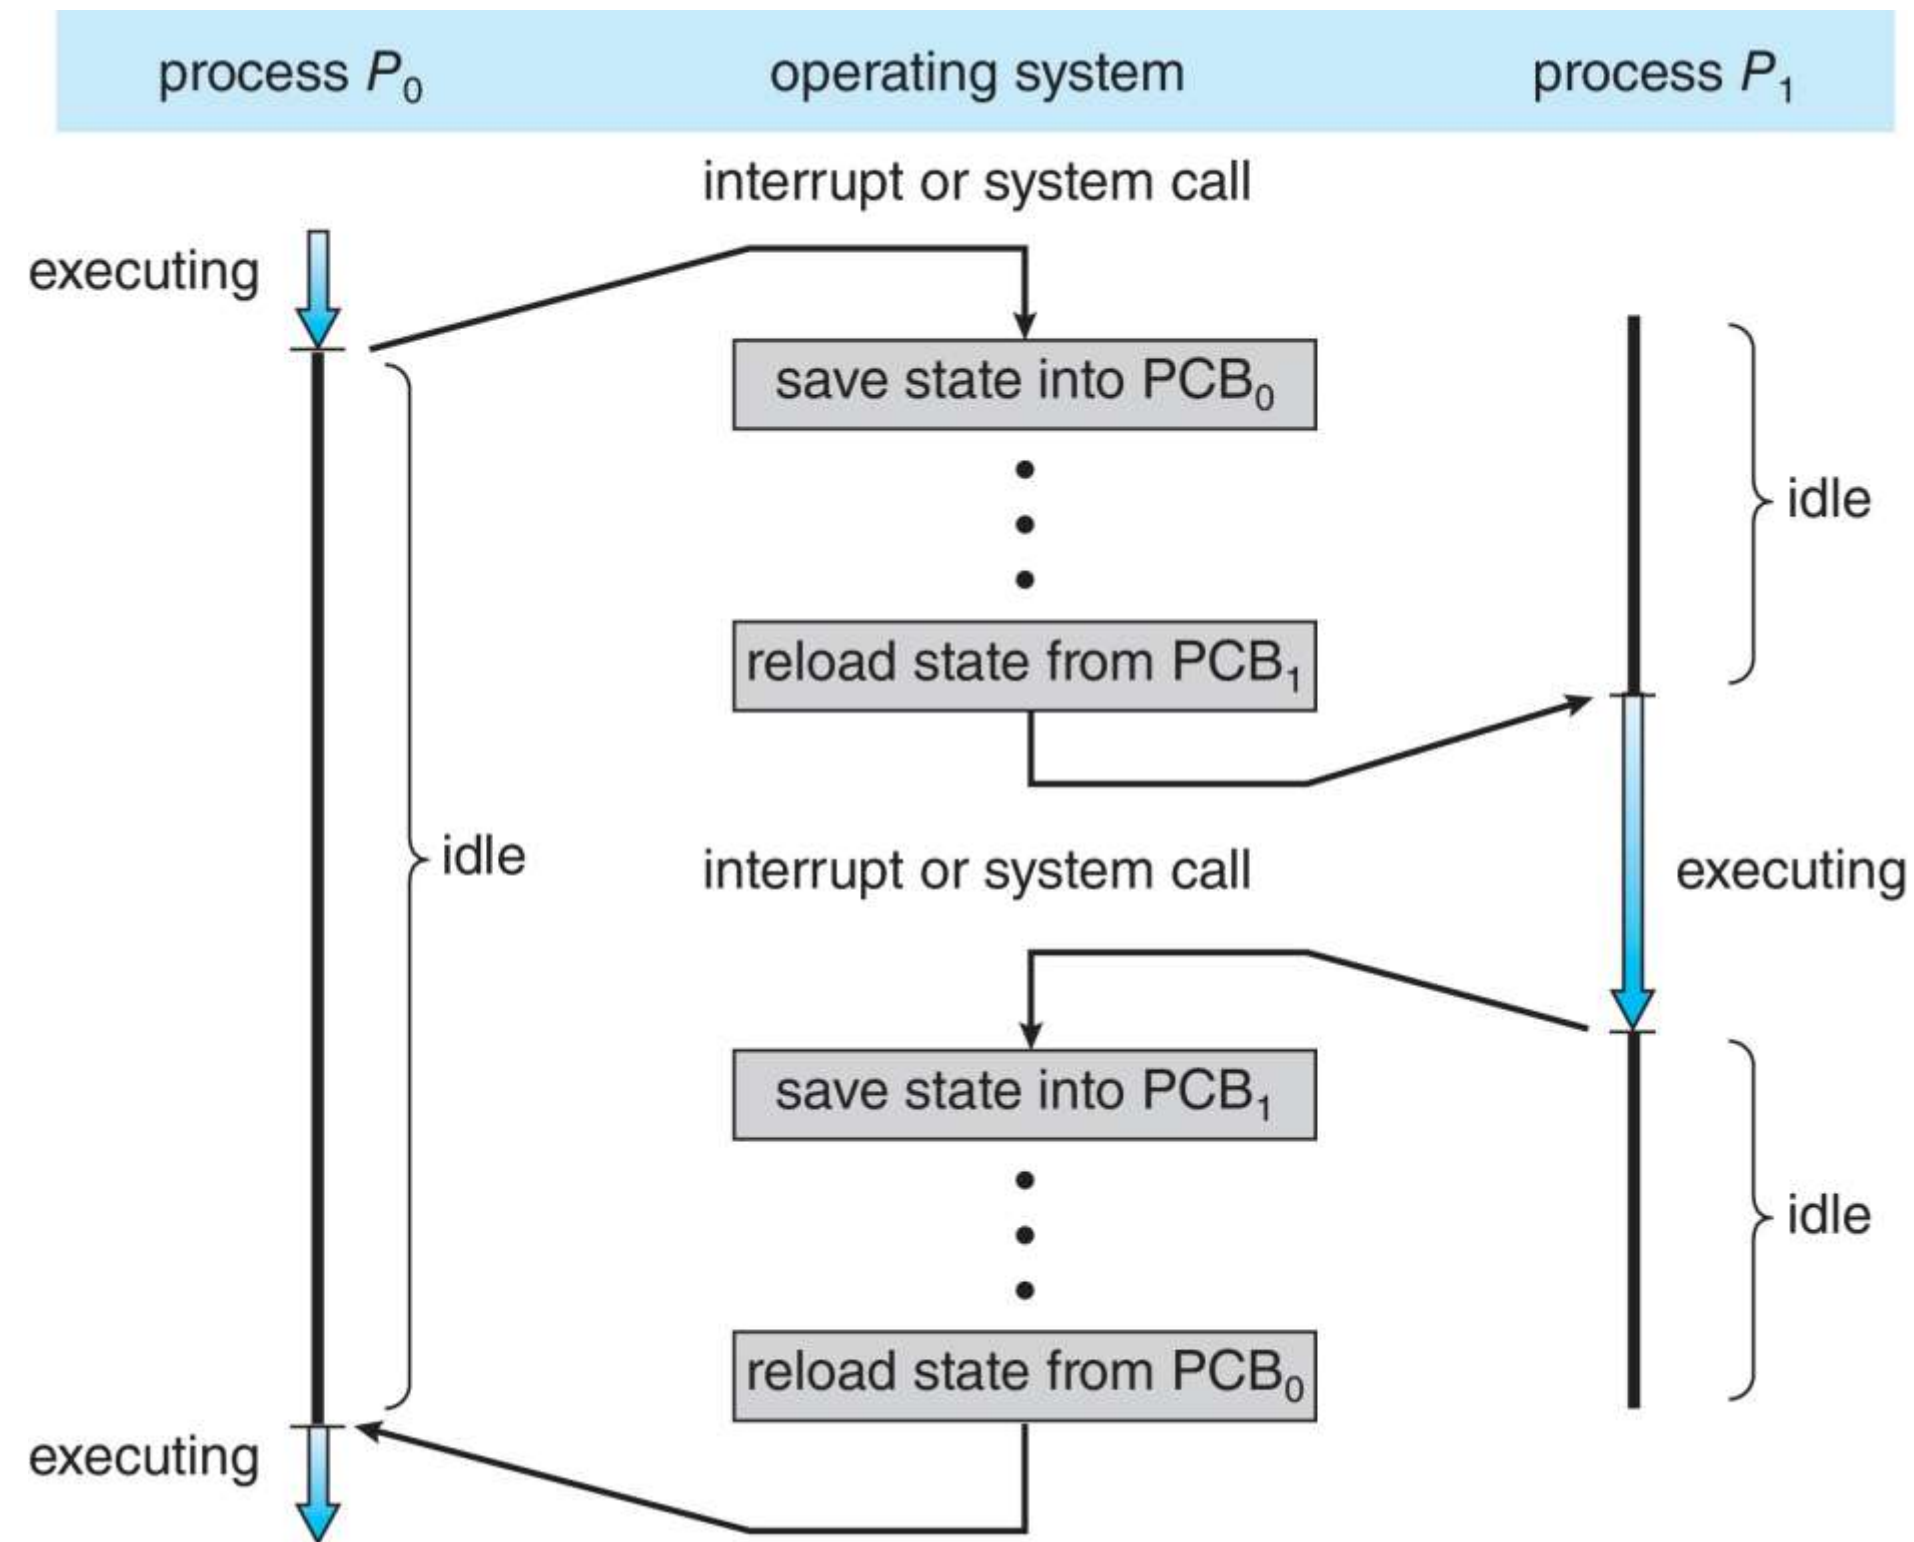 process P₀ operating system process P₁
interrupt or system call
executing
save state into PCB₀
idle
reload state from PCB₁
idle
interrupt or system call
executing
save state into PCB₁
idle
reload state from PCB₀
executing